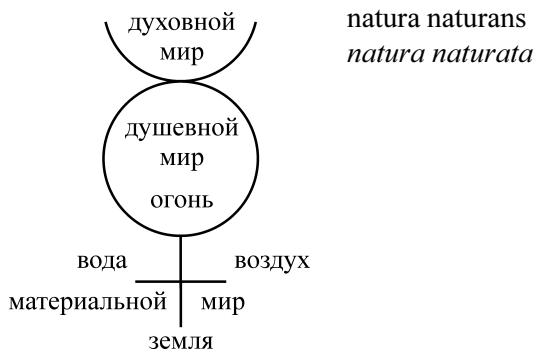 духовной
мир
natura naturans
natura naturata
душевной
мир
огонь
вода воздух
материальной мир
земля